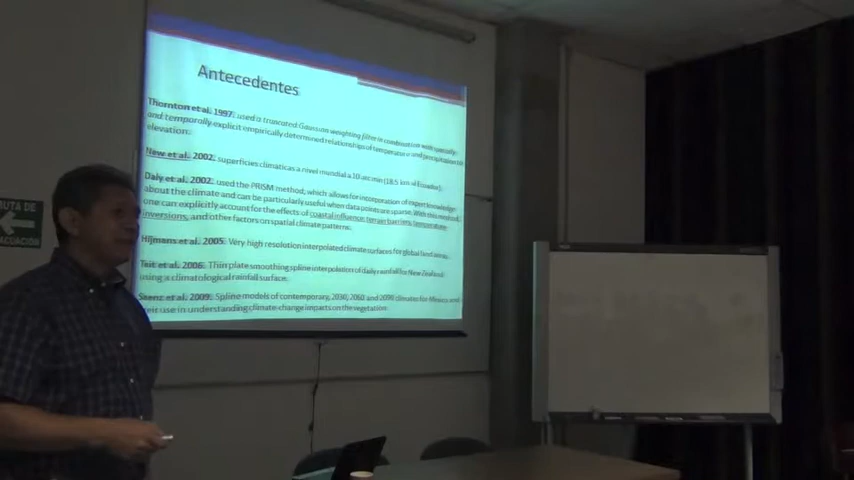 Antecedentes
Thornton et al. 1997: used a truncated Gaussian weighting filter in combination with spatially
and temporally explicit empirically determined relationships of temperature and precipitation to
elevation:
New et al. 2002: superficies climaticas a nivel mundial a 10 arc min (18.5 km al Ecuador).
Daly et al. 2002: used the PRISM method, which allows for incorporation of expert knowledge
about the climate and can be particularly useful when data points are sparse. With this method,
one can explicitly account for the effects of coastal influence, terrain barriers, temperature
inversions, and other factors on spatial climate patterns.
Hijmans et al. 2005: Very high resolution interpolated climate surfaces for global land areas.
Tait et al. 2006: Thin plate smoothing spline interpolation of daily rainfall for New Zealand
using a climatological rainfall surface.
Saenz et al. 2009: Spline models of contemporary, 2030, 2060 and 2090 climates for Mexico and
their use in understanding climate-change impacts on the vegetation
RUTA DE
EVACUACIÓN